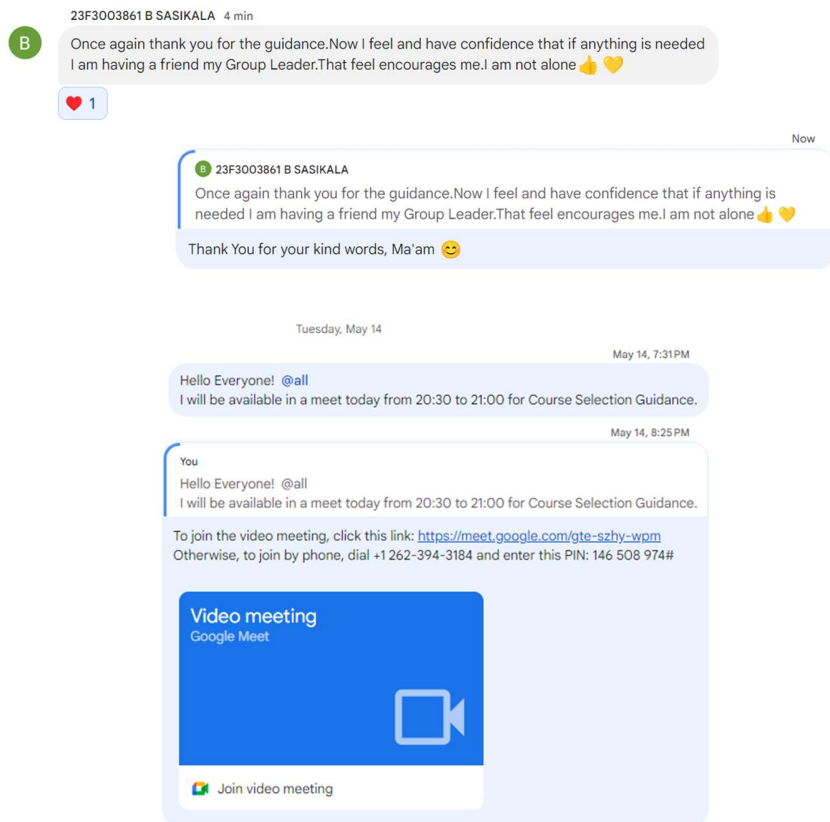 23F3003861 B SASIKALA 4 min
B
Once again thank you for the guidance.Now I feel and have confidence that if anything is needed
I am having a friend my Group Leader.That feel encourages me.I am not alone👍 💛
❤️ 1
Now
B 23F3003861 B SASIKALA
Once again thank you for the guidance.Now I feel and have confidence that if anything is
needed I am having a friend my Group Leader.That feel encourages me.I am not alone👍 💛
Thank You for your kind words, Ma'am 😊
Tuesday, May 14
May 14, 7:31 PM
Hello Everyone! @all
I will be available in a meet today from 20:30 to 21:00 for Course Selection Guidance.
May 14, 8:25 PM
You
Hello Everyone! @all
I will be available in a meet today from 20:30 to 21:00 for Course Selection Guidance.
To join the video meeting, click this link: https://meet.google.com/gte-szhy-wpm
Otherwise, to join by phone, dial +1 262-394-3184 and enter this PIN: 146 508 974#
Video meeting
Google Meet
Join video meeting